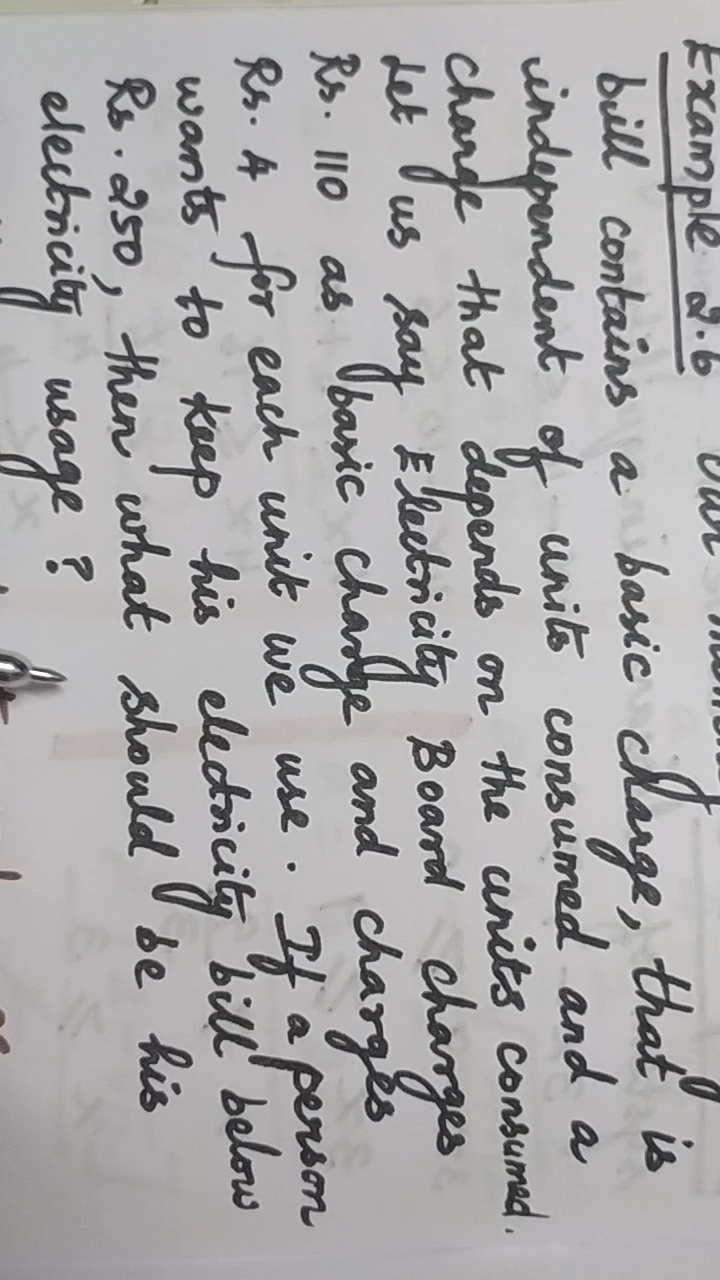 Example 2.6 Our
bill contains a basic charge, that is
independent of units consumed and a
charge that depends on the units consumed.
Let us say Electricity Board charges
Rs. 110 as basic charge and charges
Rs. 4 for each unit we use. If a person
wants to keep his electricity bill below
Rs. 250, then what should be his
electricity usage?